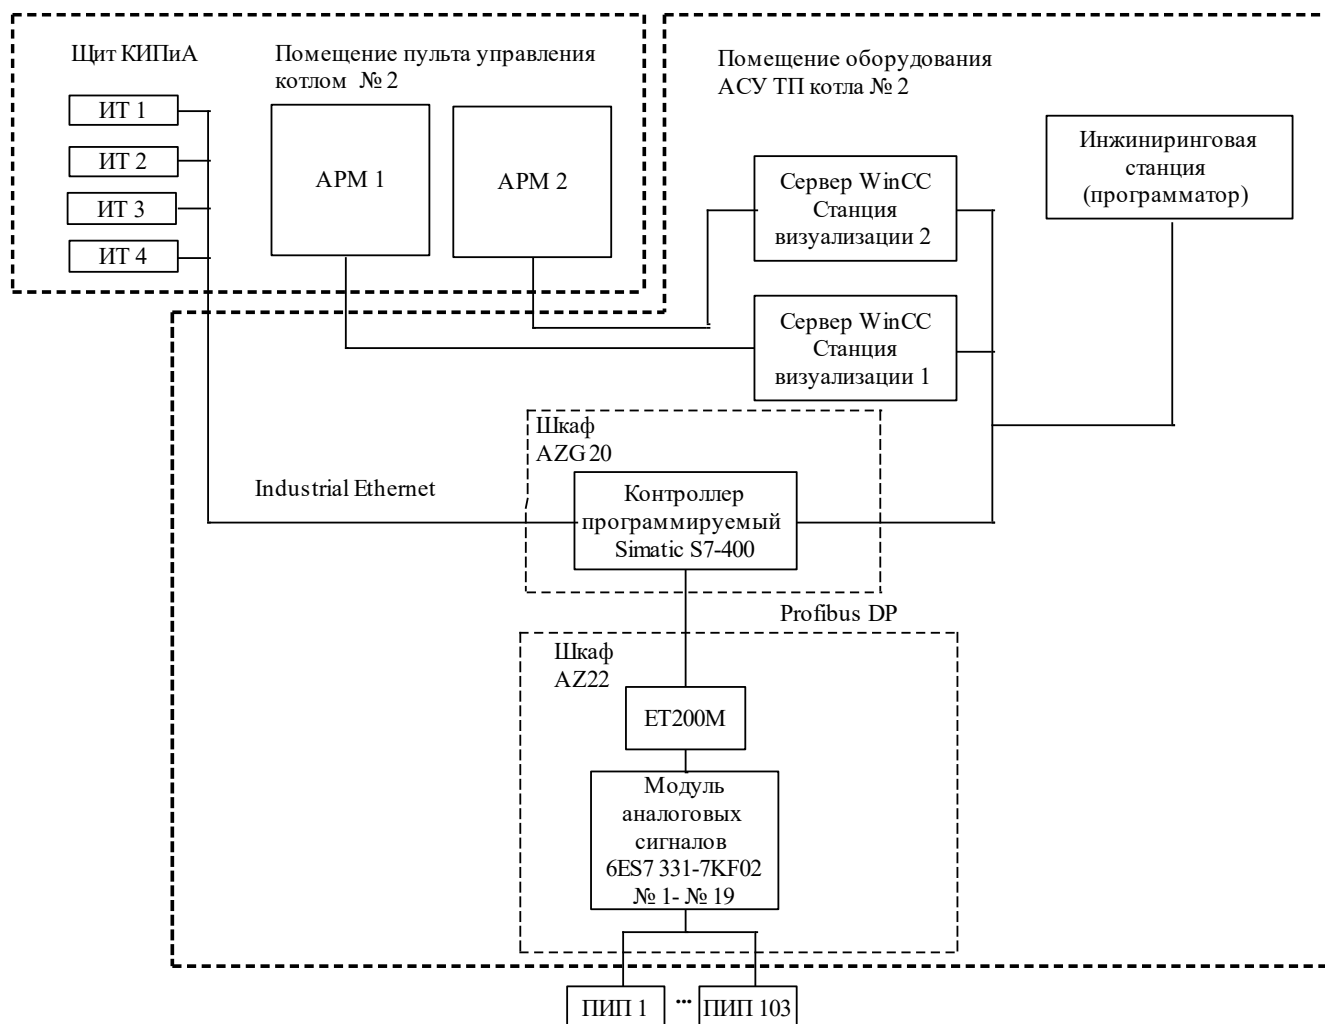 Щит КИПиА
Помещение пульта управления
котлом № 2
ИТ 1
ИТ 2
ИТ 3
ИТ 4
АРМ 1
АРМ 2
Помещение оборудования
АСУ ТП котла № 2
Сервер WinCC
Станция
визуализации 2
Инжиниринговая
станция
(программатор)
Сервер WinCC
Станция
визуализации 1
Шкаф
AZG 20
Industrial Ethernet
Контроллер
программируемый
Simatic S7-400
Profibus DP
Шкаф
AZ22
ET200M
Модуль
аналоговых
сигналов
6ES7 331-7KF02
№ 1- № 19
ПИП 1
...
ПИП 103